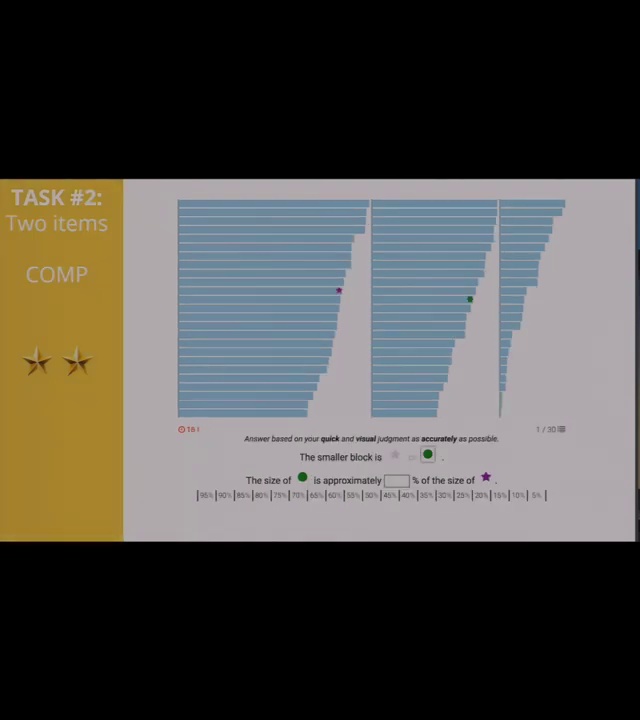 TASK #2:
Two items
COMP
1 / 30
Answer based on your quick and visual judgment as accurately as possible.
The smaller block is or .
The size of is approximately % of the size of .
95% 90% 85% 80% 75% 70% 65% 60% 55% 50% 45% 40% 35% 30% 25% 20% 15% 10% 5%